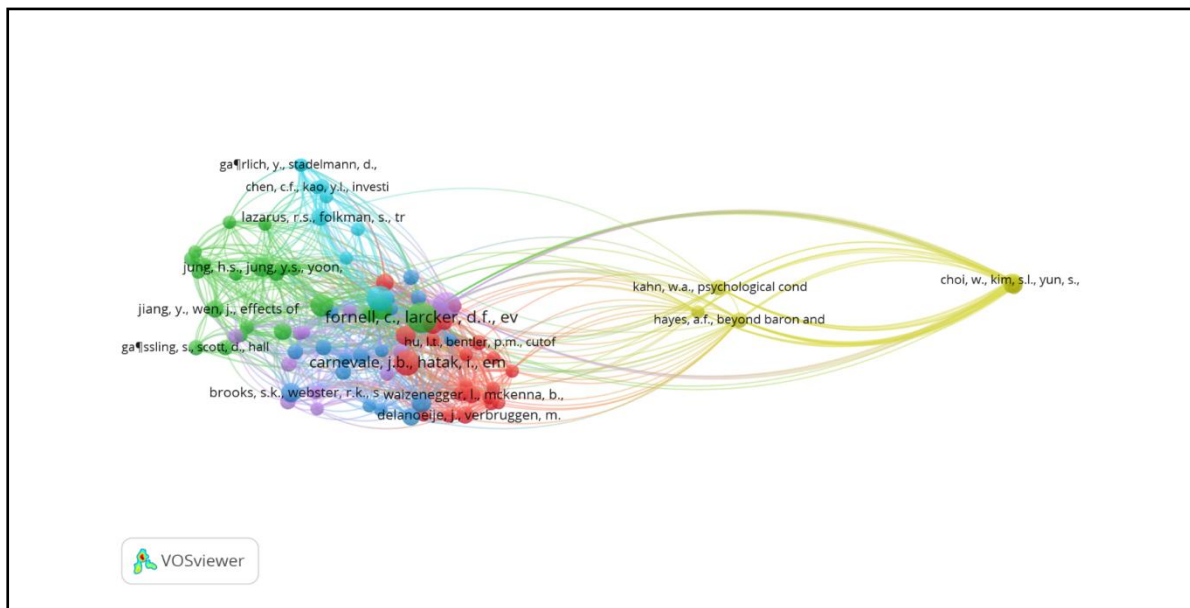 ga¶rlich, y., stadelmann, d.,
chen, c.f., kao, y.l., investi
lazarus, r.s., folkman, s., tr
jung, h.s., jung, y.s., yoon,
jiang, y., wen, j., effects of
fornell, c., larcker, d.f., ev
ga¶ssling, s., scott, d., hall
hu, l.t., bentler, p.m., cutof
carnevale, j.b., hatak, i., em
brooks, s.k., webster, r.k., s
waizenegger, l., mckenna, b.,
delanoeije, j., verbruggen, m.
kahn, w.a., psychological cond
hayes, a.f., beyond baron and
choi, w., kim, s.l., yun, s.,
VOSviewer